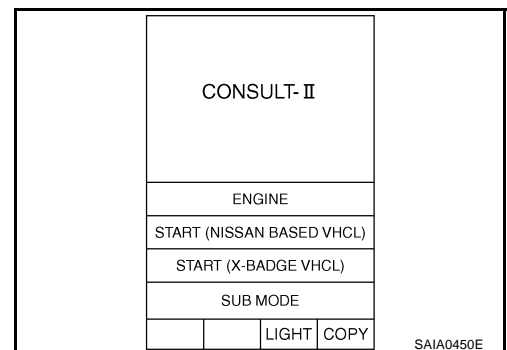 CONSULT-II
ENGINE
START (NISSAN BASED VHCL)
START (X-BADGE VHCL)
SUB MODE
LIGHT COPY
SAIA0450E